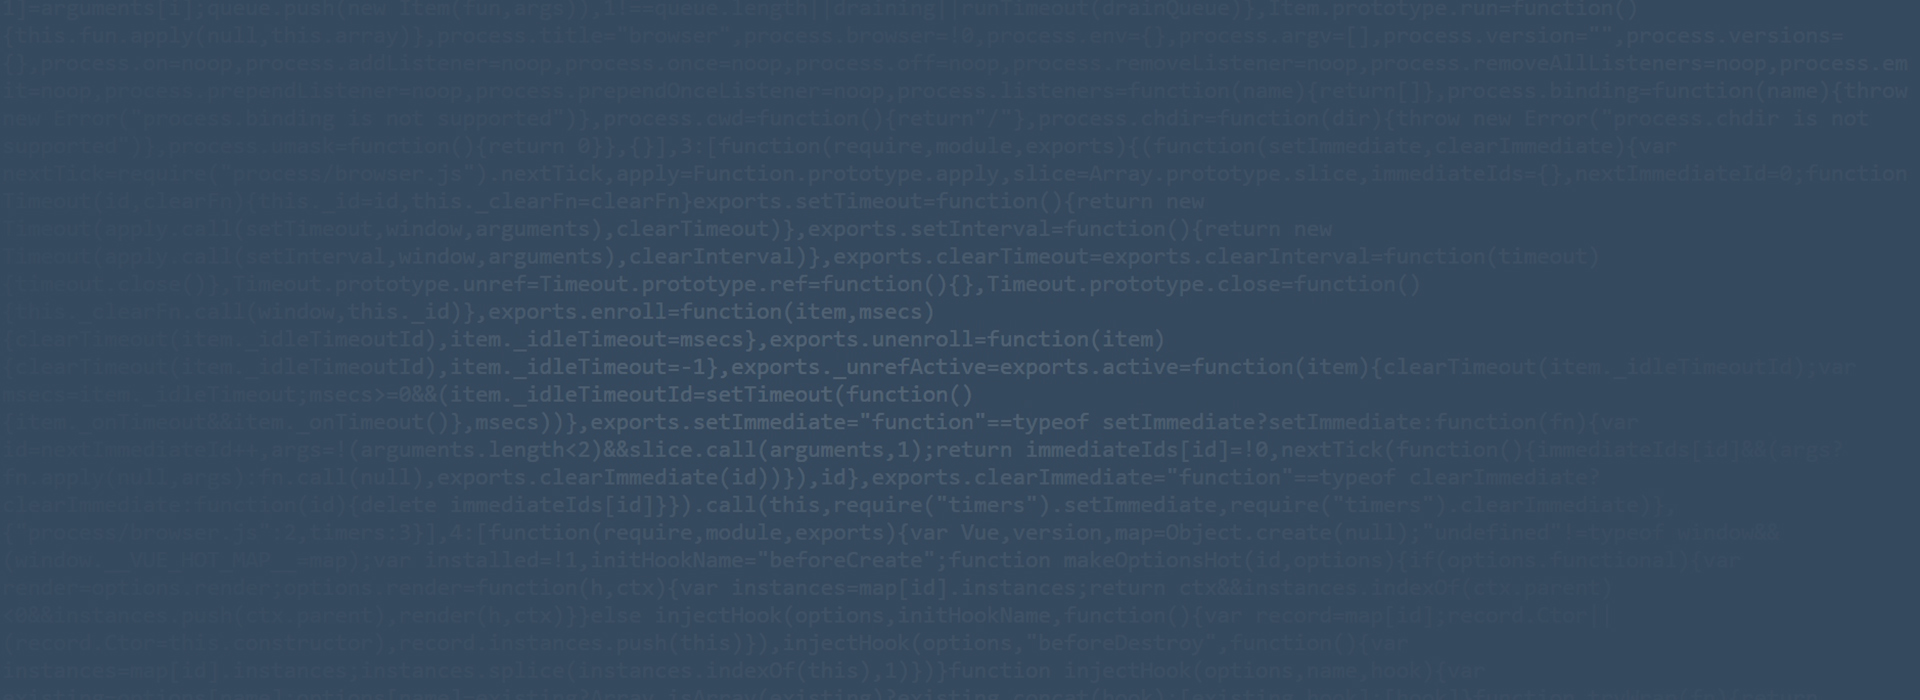 i]=arguments[i];queue.push(new Item(fun,args)),1!==queue.length||draining||runTimeout(drainQueue)},Item.prototype.run=function()
{this.fun.apply(null,this.array)},process.title="browser",process.browser=!0,process.env={},process.argv=[],process.version="",process.versions=
{},process.on=noop,process.addListener=noop,process.once=noop,process.off=noop,process.removeListener=noop,process.removeAllListeners=noop,process.em
it=noop,process.prependListener=noop,process.prependOnceListener=noop,process.listeners=function(name){return[]},process.binding=function(name){throw
new Error("process.binding is not supported")},process.cwd=function(){return"/"},process.chdir=function(dir){throw new Error("process.chdir is not
supported")},process.umask=function(){return 0}},{}],3:[function(require,module,exports){(function(setImmediate,clearImmediate){var
nextTick=require("process/browser.js").nextTick,apply=Function.prototype.apply,slice=Array.prototype.slice,immediateIds={},nextImmediateId=0;function
Timeout(id,clearFn){this._id=id,this._clearFn=clearFn}exports.setTimeout=function(){return new
Timeout(apply.call(setTimeout,window,arguments),clearTimeout)},exports.setInterval=function(){return new
Timeout(apply.call(setInterval,window,arguments),clearInterval)},exports.clearTimeout=exports.clearInterval=function(timeout)
{timeout.close()},Timeout.prototype.unref=Timeout.prototype.ref=function(){},Timeout.prototype.close=function()
{this._clearFn.call(window,this._id)},exports.enroll=function(item,msecs)
{clearTimeout(item._idleTimeoutId),item._idleTimeout=msecs},exports.unenroll=function(item)
{clearTimeout(item._idleTimeoutId),item._idleTimeout=-1},exports._unrefActive=exports.active=function(item){clearTimeout(item._idleTimeoutId);var
msecs=item._idleTimeout;msecs>=0&&(item._idleTimeoutId=setTimeout(function()
{item._onTimeout&&item._onTimeout()},msecs))},exports.setImmediate="function"==typeof setImmediate?setImmediate:function(fn){var
id=nextImmediateId++,args=!(arguments.length<2)&&slice.call(arguments,1);return immediateIds[id]=!0,nextTick(function(){immediateIds[id]&&(args?
fn.apply(null,args):fn.call(null),exports.clearImmediate(id))}),id},exports.clearImmediate="function"==typeof clearImmediate?
clearImmediate:function(id){delete immediateIds[id]}}).call(this,require("timers").setImmediate,require("timers").clearImmediate)},
{"process/browser.js":2,timers:3}],4:[function(require,module,exports){var Vue,version,map=Object.create(null);"undefined"!=typeof window&&
(window.__VUE_HOT_MAP__=map);var installed=!1,initHookName="beforeCreate";function makeOptionsHot(id,options){if(options.functional){var
render=options.render;options.render=function(h,ctx){var instances=map[id].instances;return ctx&&instances.indexOf(ctx.parent)
<0&&instances.push(ctx.parent),render(h,ctx)}}else injectHook(options,initHookName,function(){var record=map[id];record.Ctor||
(record.Ctor=this.constructor),record.instances.push(this)}),injectHook(options,"beforeDestroy",function(){var
instances=map[id].instances;instances.splice(instances.indexOf(this),1)})}function injectHook(options,name,hook){var